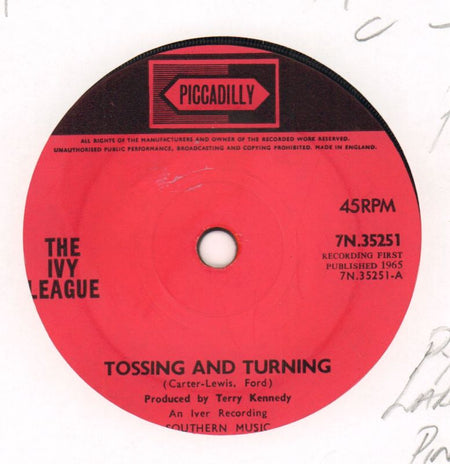 PICCADILLY
ALL RIGHTS OF THE MANUFACTURERS AND OWNER OF THE RECORDED WORK RESERVED.
UNAUTHORISED PUBLIC PERFORMANCE, BROADCASTING AND COPYING PROHIBITED. MADE IN ENGLAND.
45RPM
THE
IVY
LEAGUE
7N.35251
RECORDING FIRST
PUBLISHED 1965
7N.35251-A
TOSSING AND TURNING
(Carter-Lewis, Ford)
Produced by Terry Kennedy
An Iver Recording
SOUTHERN MUSIC